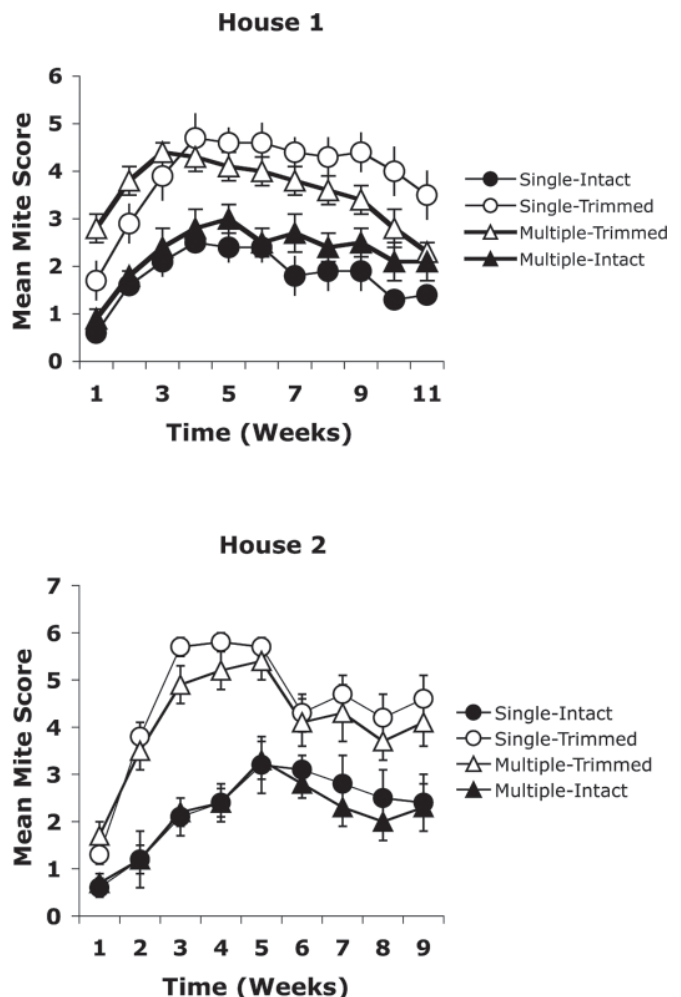 House 1
Mean Mite Score
6
5
4
3
2
1
0
1 3 5 7 9 11
Time (Weeks)
Single-Intact
Single-Trimmed
Multiple-Trimmed
Multiple-Intact
House 2
Mean Mite Score
7
6
5
4
3
2
1
0
1 2 3 4 5 6 7 8 9
Time (Weeks)
Single-Intact
Single-Trimmed
Multiple-Trimmed
Multiple-Intact